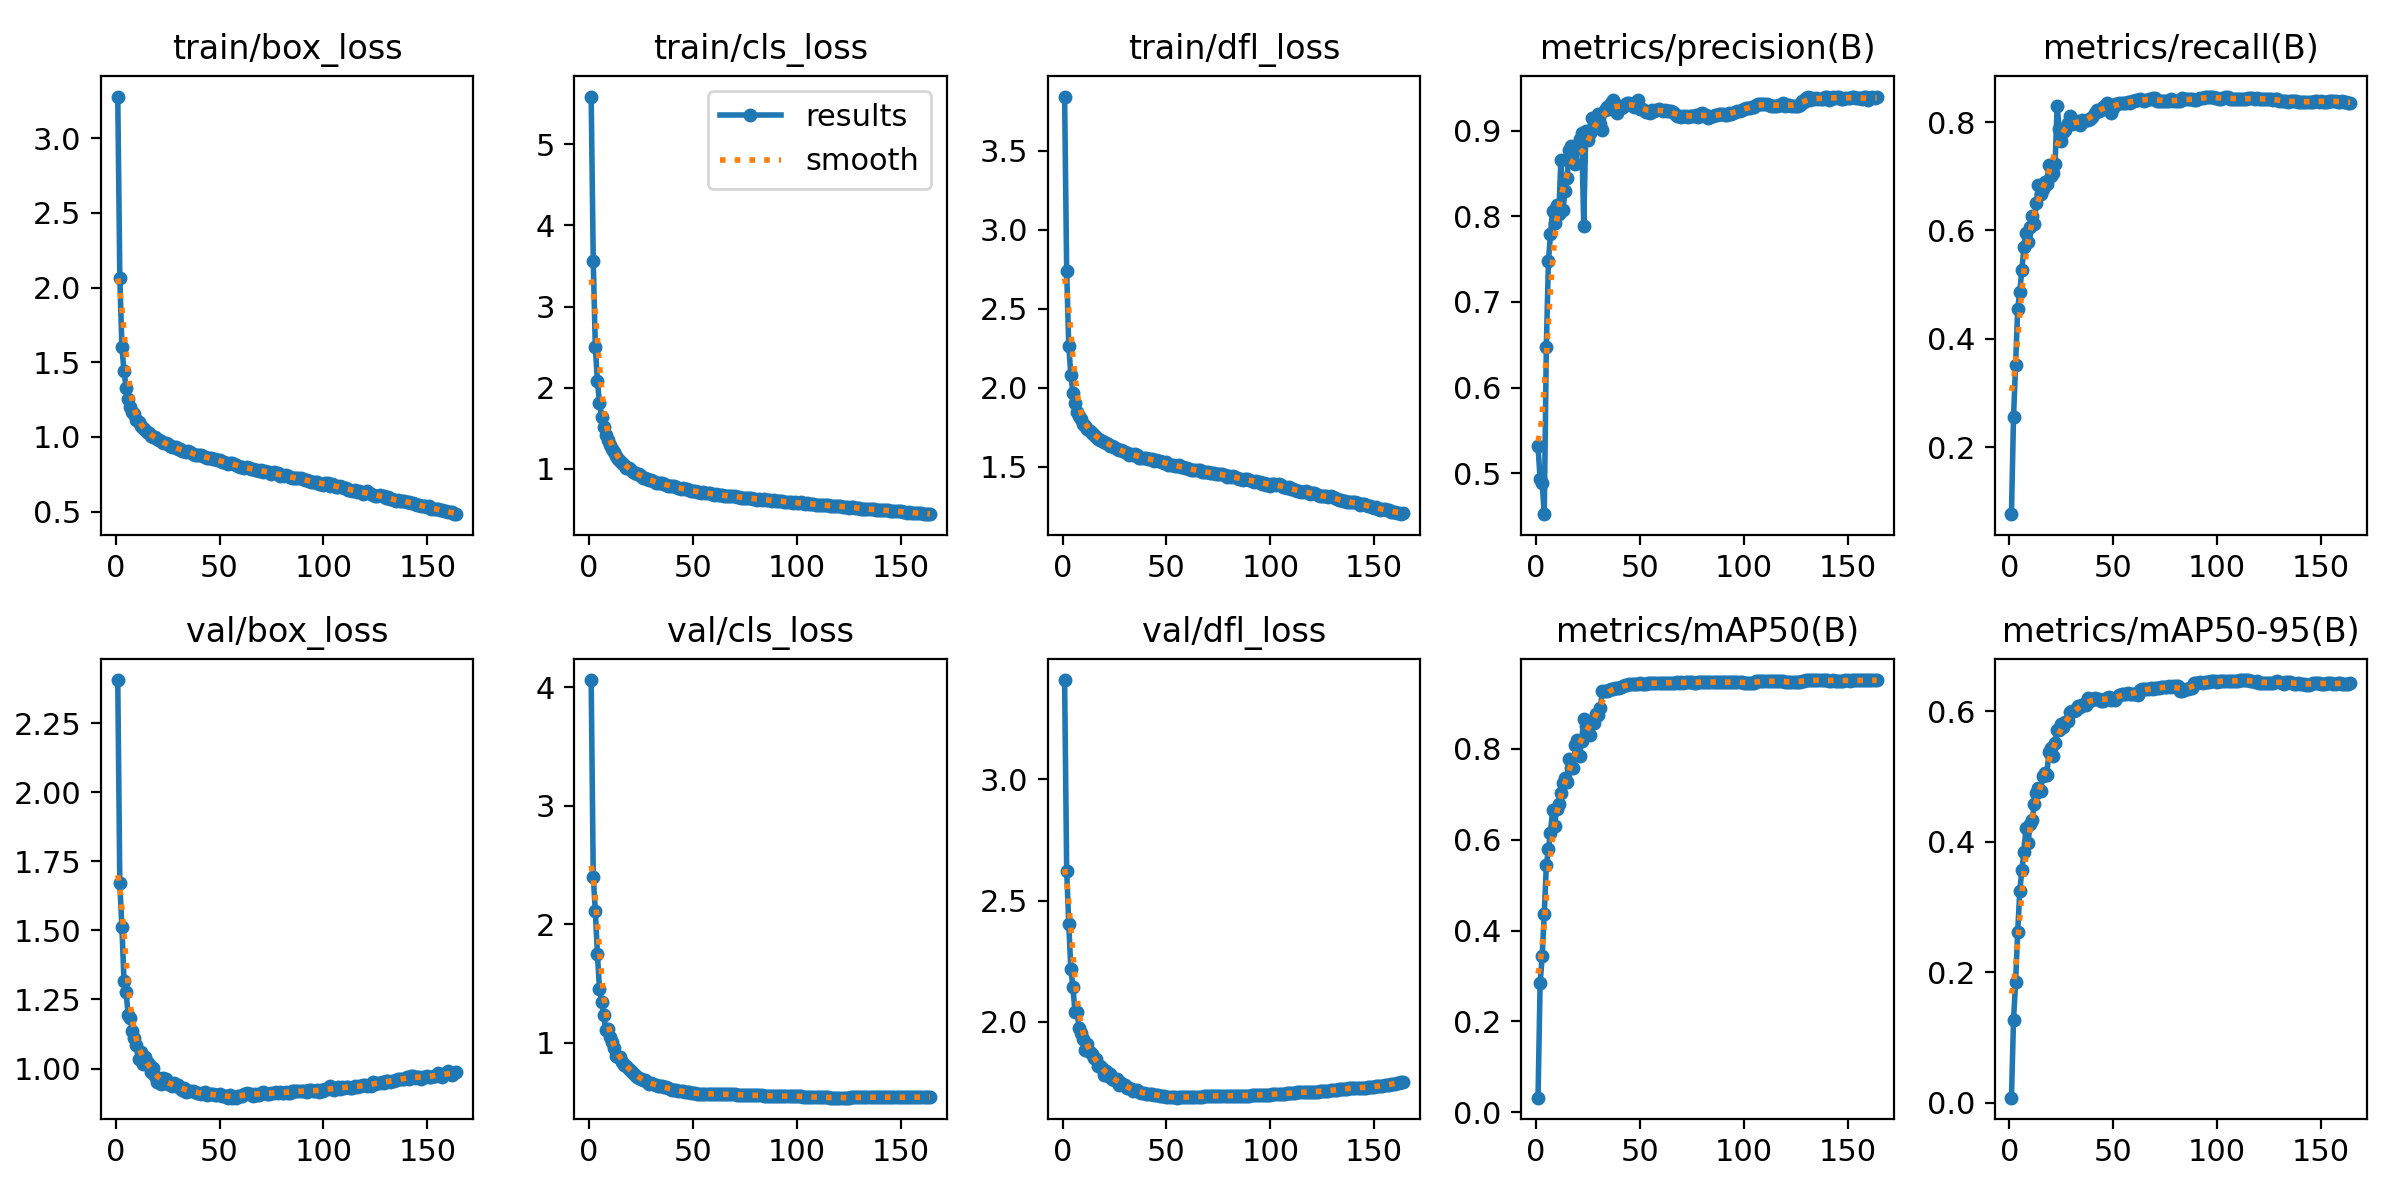 train/box_loss
3.0
2.5
2.0
1.5
1.0
0.5
0 50 100 150
train/cls_loss
results
smooth
5
4
3
2
1
0 50 100 150
train/dfl_loss
3.5
3.0
2.5
2.0
1.5
0 50 100 150
metrics/precision(B)
0.9
0.8
0.7
0.6
0.5
0 50 100 150
metrics/recall(B)
0.8
0.6
0.4
0.2
0 50 100 150
val/box_loss
2.25
2.00
1.75
1.50
1.25
1.00
0 50 100 150
val/cls_loss
4
3
2
1
0 50 100 150
val/dfl_loss
3.0
2.5
2.0
0 50 100 150
metrics/mAP50(B)
0.8
0.6
0.4
0.2
0.0
0 50 100 150
metrics/mAP50-95(B)
0.6
0.4
0.2
0.0
0 50 100 150